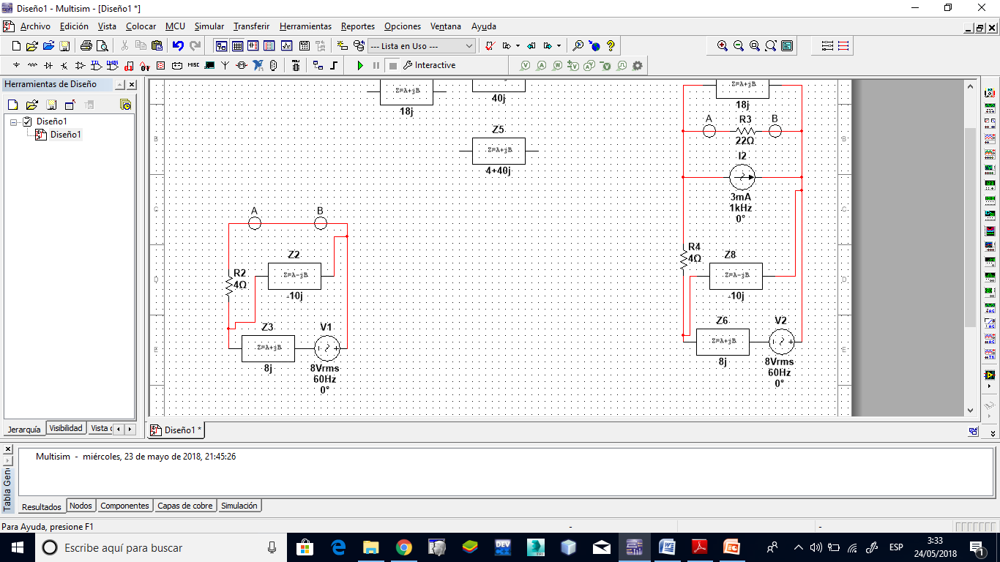 Diseño1 - Multisim - [Diseño1 *]
Archivo Edición Vista Colocar MCU Simular Transferir Herramientas Reportes Opciones Ventana Ayuda
--- Lista en Uso ---
MISC
Interactive
Herramientas de Diseño
Diseño1
Diseño1
Jerarquía
Visibilidad
Z=A+jB
18j
40j
Z5
Z=A+jB
4+40j
A
B
R2
4Ω
Z2
Z=A-jB
-10j
Z3
Z=A+jB
8j
V1
8Vrms
60Hz
0°
Z=A+jB
18j
A
R3
B
22Ω
I2
3mA
1kHz
0°
R4
4Ω
Z8
Z=A-jB
-10j
Z6
Z=A+jB
8j
V2
8Vrms
60Hz
0°
B
C
D
E
B
C
D
E
Diseño1 *
Multisim - miércoles, 23 de mayo de 2018, 21:45:26
Tabla Gen
Resultados Nodos Componentes Capas de cobre Simulación
Para Ayuda, presione F1
- -
Escribe aquí para buscar
DEV
ESP
3:33
24/05/2018
1